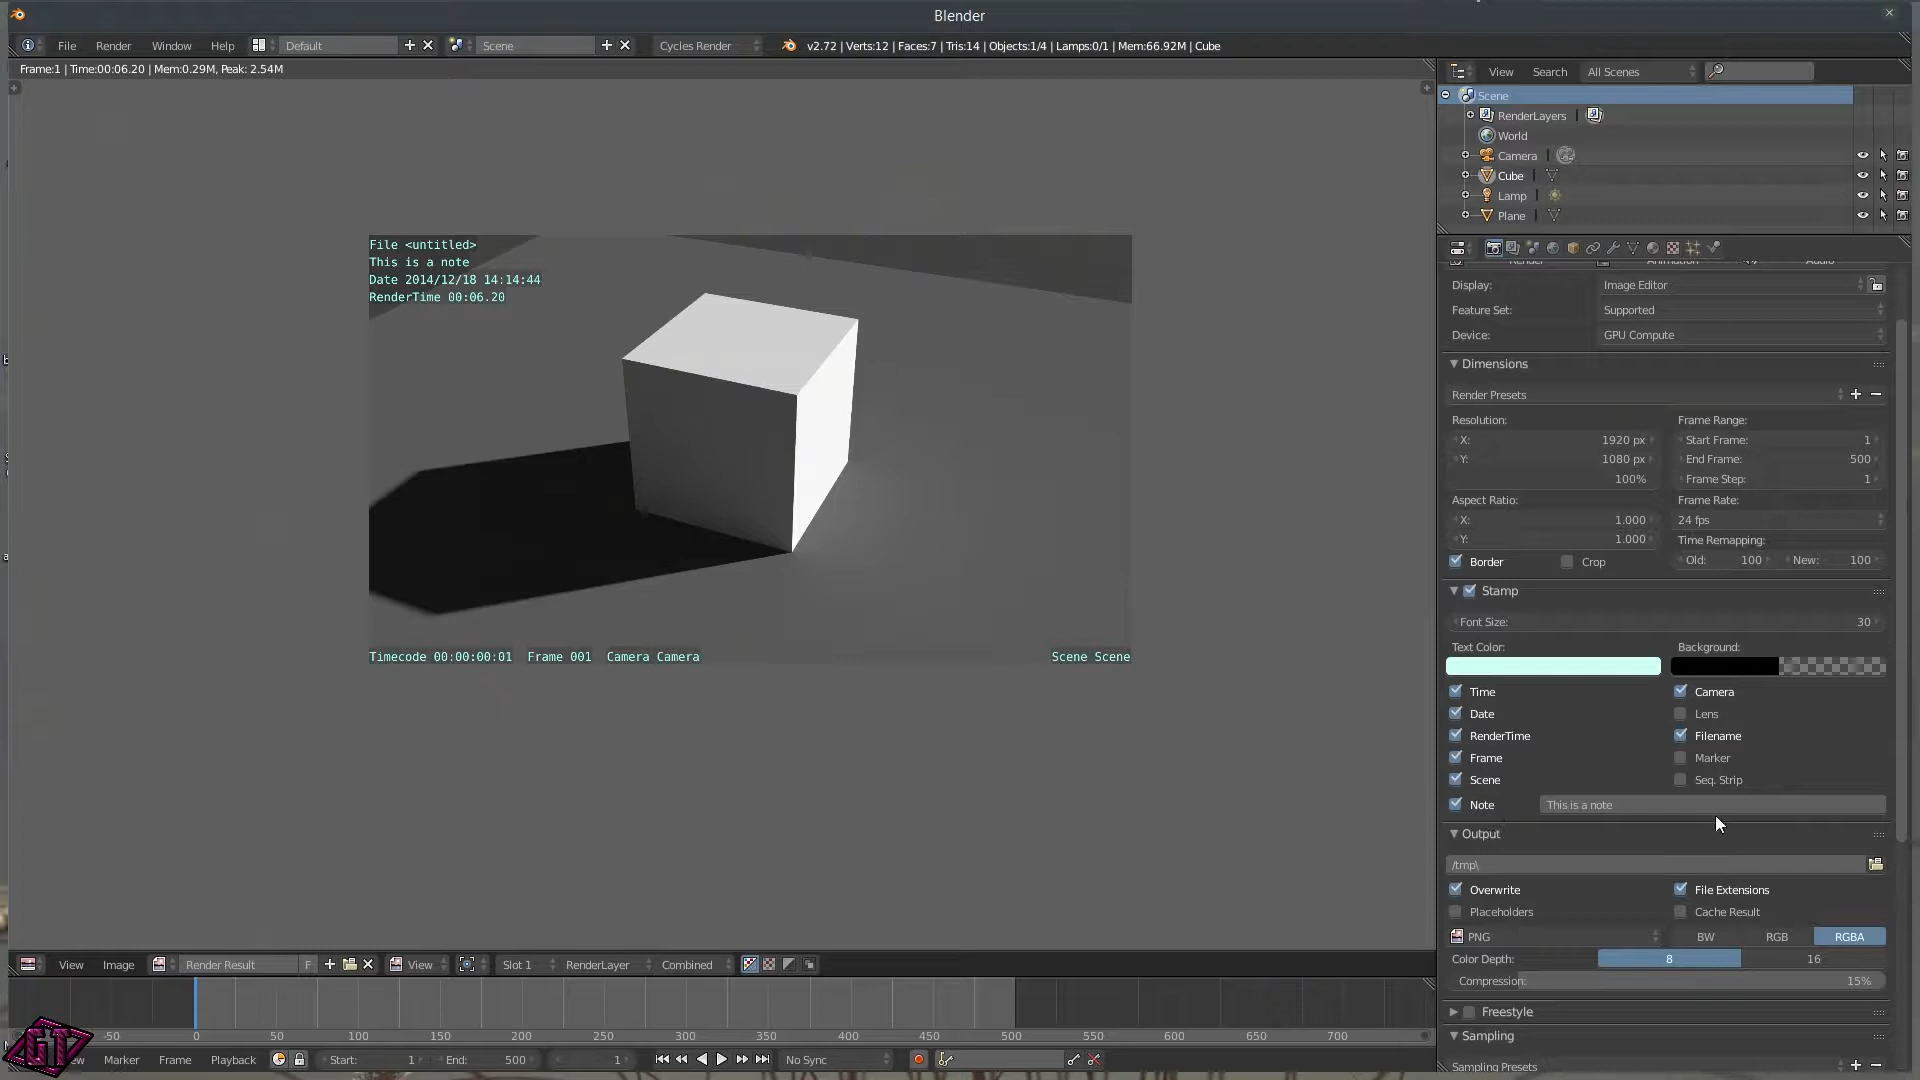 Blender
File Render Window Help Default Scene Cycles Render v2.72 | Verts:12 | Faces:7 | Tris:14 | Objects:1/4 | Lamps:0/1 | Mem:66.92M | Cube
Frame:1 | Time:00:06.20 | Mem:0.29M, Peak: 2.54M
View Search All Scenes
Scene
RenderLayers
World
Camera
Cube
Lamp
Plane
File <untitled>
This is a note
Date 2014/12/18 14:14:44
RenderTime 00:06.20
Timecode 00:00:00:01 Frame 001 Camera Camera Scene Scene
Render Animation Audio
Display: Image Editor
Feature Set: Supported
Device: GPU Compute
Dimensions
Render Presets
Resolution: Frame Range:
X: 1920 px Start Frame: 1
Y: 1080 px End Frame: 500
100% Frame Step: 1
Aspect Ratio: Frame Rate:
X: 1.000 24 fps
Y: 1.000 Time Remapping:
Border Crop Old: 100 New: 100
Stamp
Font Size: 30
Text Color: Background:
Time Camera
Date Lens
RenderTime Filename
Frame Marker
Scene Seq. Strip
Note This is a note
Output
/tmp\
Overwrite File Extensions
Placeholders Cache Result
PNG BW RGB RGBA
Color Depth: 8 16
Compression: 15%
Freestyle
Sampling
Sampling Presets
View Image Render Result F View Slot 1 RenderLayer Combined
-50 0 50 100 150 200 250 300 350 400 450 500 550 600 650 700
Marker Frame Playback Start: 1 End: 500 1 No Sync
GT